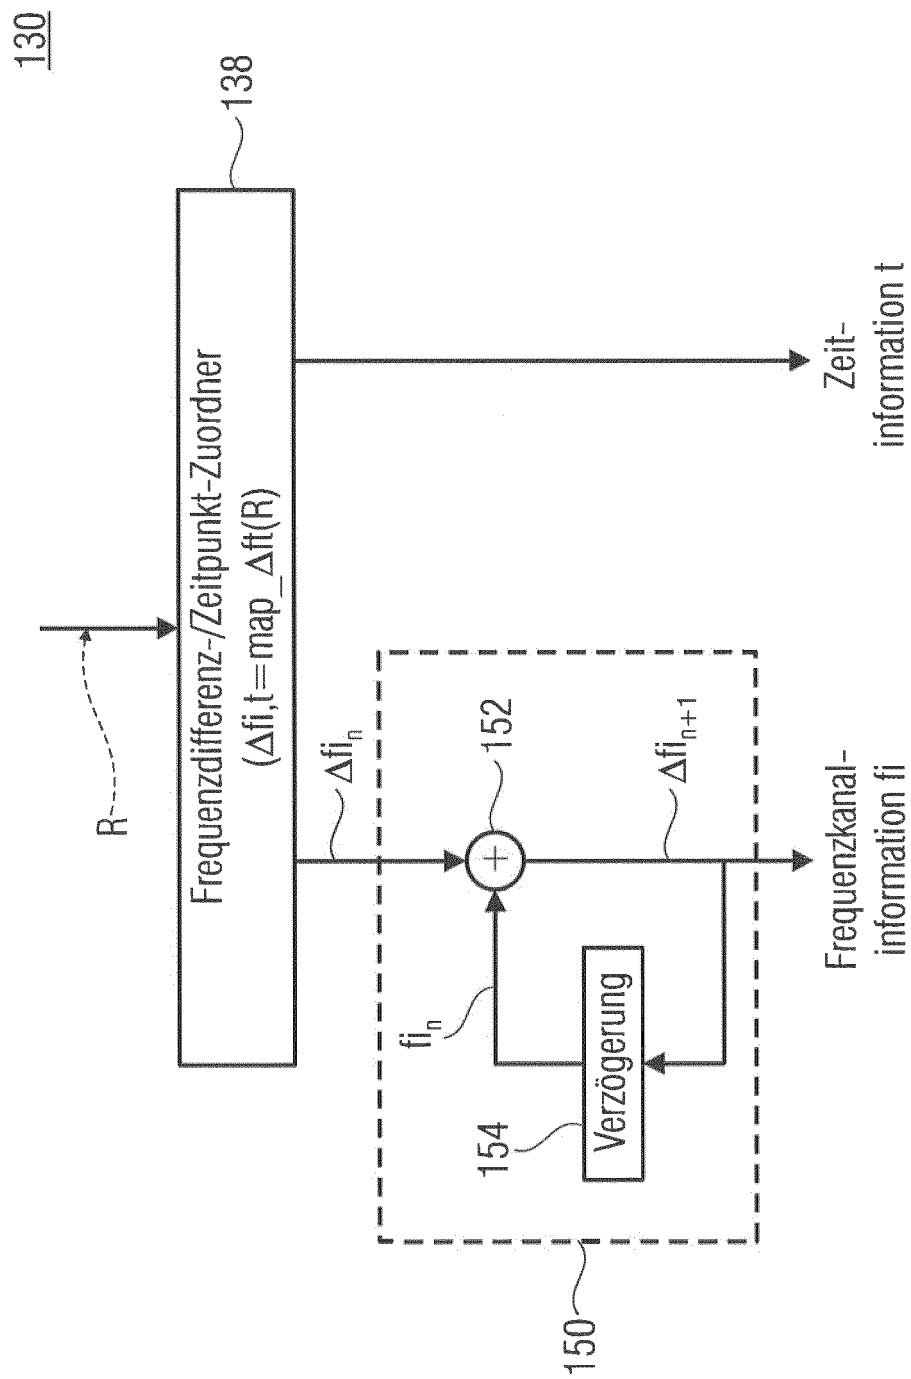 130
R
138
Frequenzdifferenz-/Zeitpunkt-Zuordner
(Δfi,t=map_Δft(R)
Δfiₙ
152
fiₙ
154
Verzögerung
Δfiₙ₊₁
150
Frequenzkanal-
information fi
Zeit-
information t